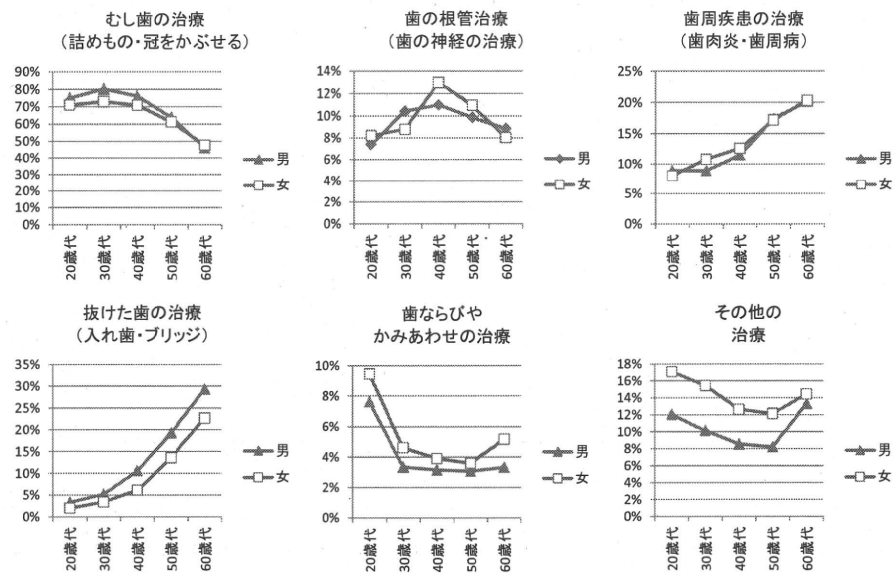 むし歯の治療
(詰めもの・冠をかぶせる)
90%
80%
70%
60%
50%
40%
30%
20%
10%
0%
20歳代
30歳代
40歳代
50歳代
60歳代
男
女
歯の根管治療
(歯の神経の治療)
14%
12%
10%
8%
6%
4%
2%
0%
20歳代
30歳代
40歳代
50歳代
60歳代
男
女
歯周疾患の治療
(歯肉炎・歯周病)
25%
20%
15%
10%
5%
0%
20歳代
30歳代
40歳代
50歳代
60歳代
男
女
抜けた歯の治療
(入れ歯・ブリッジ)
35%
30%
25%
20%
15%
10%
5%
0%
20歳代
30歳代
40歳代
50歳代
60歳代
男
女
歯ならびや
かみあわせの治療
10%
8%
6%
4%
2%
0%
20歳代
30歳代
40歳代
50歳代
60歳代
男
女
その他の
治療
18%
16%
14%
12%
10%
8%
6%
4%
2%
0%
20歳代
30歳代
40歳代
50歳代
60歳代
男
女